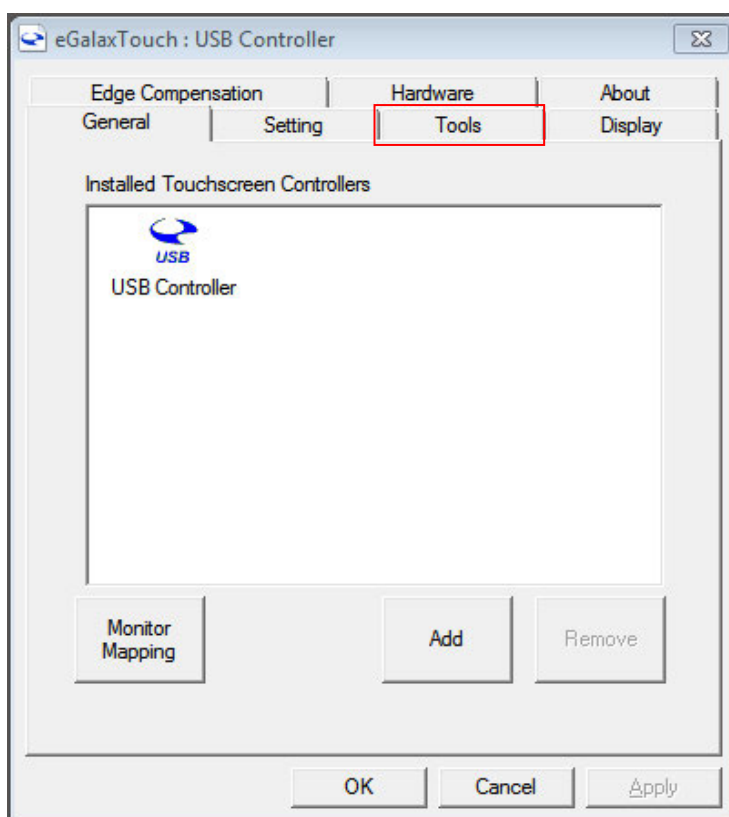 eGalaxTouch : USB Controller
Edge Compensation Hardware About
General Setting Tools Display
Installed Touchscreen Controllers
USB
USB Controller
Monitor
Mapping
Add
Remove
OK Cancel Apply